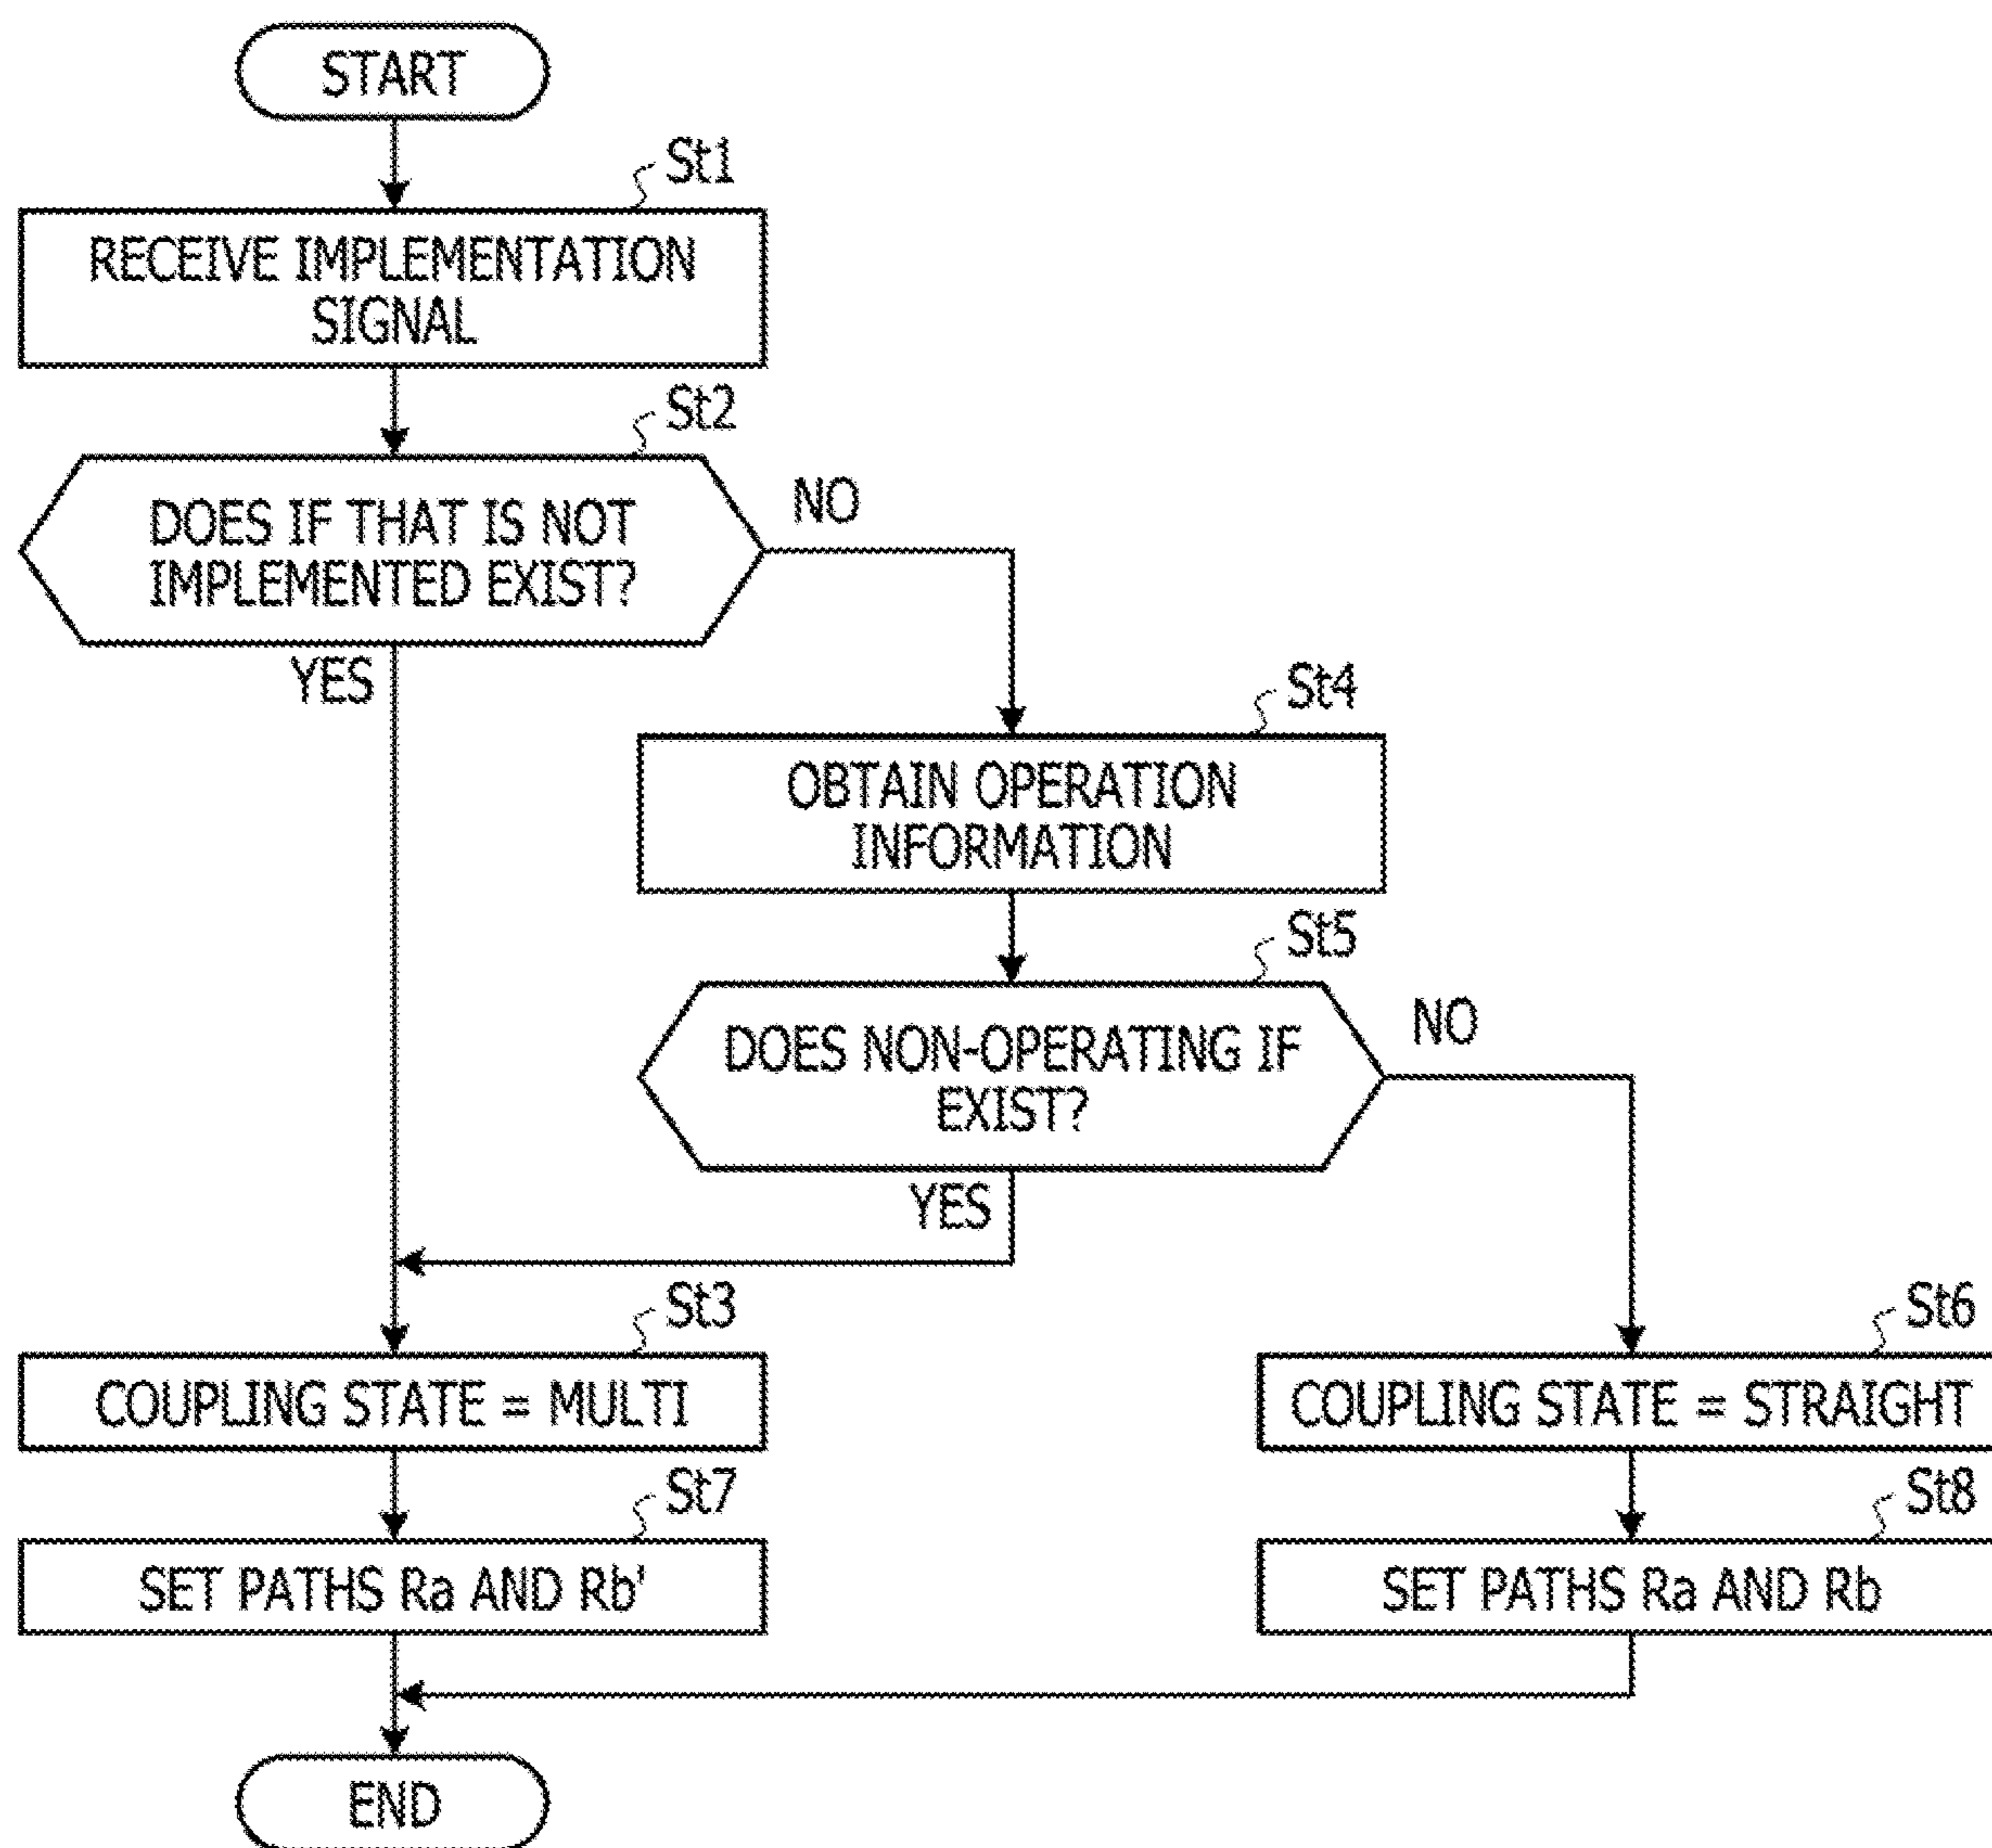 START
St1
RECEIVE IMPLEMENTATION
SIGNAL
St2
DOES IF THAT IS NOT
IMPLEMENTED EXIST?
NO
YES
St4
OBTAIN OPERATION
INFORMATION
St5
DOES NON-OPERATING IF
EXIST?
NO
YES
St3
COUPLING STATE = MULTI
St6
COUPLING STATE = STRAIGHT
St7
SET PATHS Ra AND Rb'
St8
SET PATHS Ra AND Rb
END